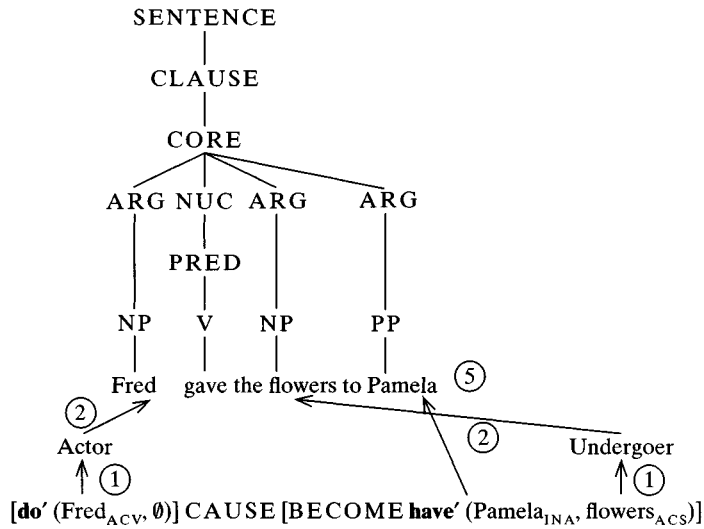 SENTENCE
CLAUSE
CORE
ARG NUC ARG ARG
PRED
NP V NP PP
Fred gave the flowers to Pamela ⑤
② ②
Actor Undergoer
① ①
[do′ (Fred_ACV, Ø)] CAUSE [BECOME have′ (Pamela_INA, flowers_ACS)]